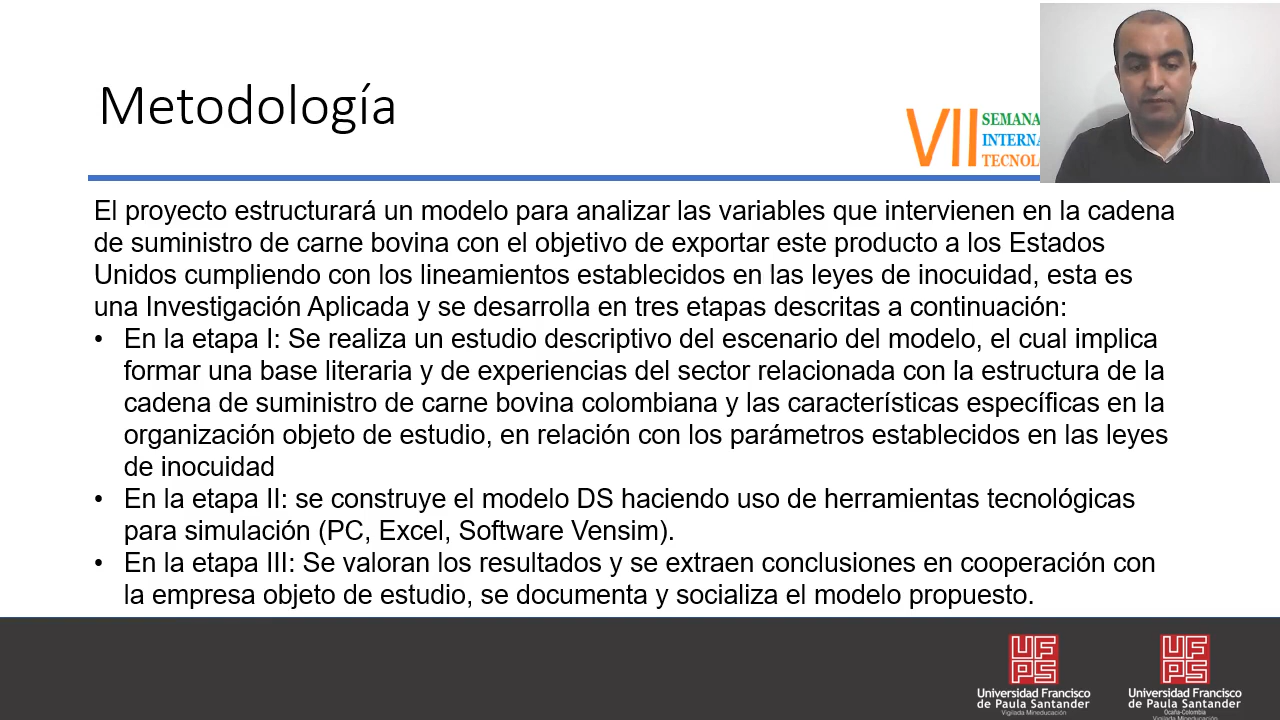 Metodología
VII
SEMANA
INTERNA
TECNOL
El proyecto estructurará un modelo para analizar las variables que intervienen en la cadena
de suministro de carne bovina con el objetivo de exportar este producto a los Estados
Unidos cumpliendo con los lineamientos establecidos en las leyes de inocuidad, esta es
una Investigación Aplicada y se desarrolla en tres etapas descritas a continuación:
• En la etapa I: Se realiza un estudio descriptivo del escenario del modelo, el cual implica
formar una base literaria y de experiencias del sector relacionada con la estructura de la
cadena de suministro de carne bovina colombiana y las características específicas en la
organización objeto de estudio, en relación con los parámetros establecidos en las leyes
de inocuidad
• En la etapa II: se construye el modelo DS haciendo uso de herramientas tecnológicas
para simulación (PC, Excel, Software Vensim).
• En la etapa III: Se valoran los resultados y se extraen conclusiones en cooperación con
la empresa objeto de estudio, se documenta y socializa el modelo propuesto.
UFPS
Universidad Francisco
de Paula Santander
Vigilada Mineducación
UFPS
Universidad Francisco
de Paula Santander
Ocaña-Colombia
Vigilada Mineducación